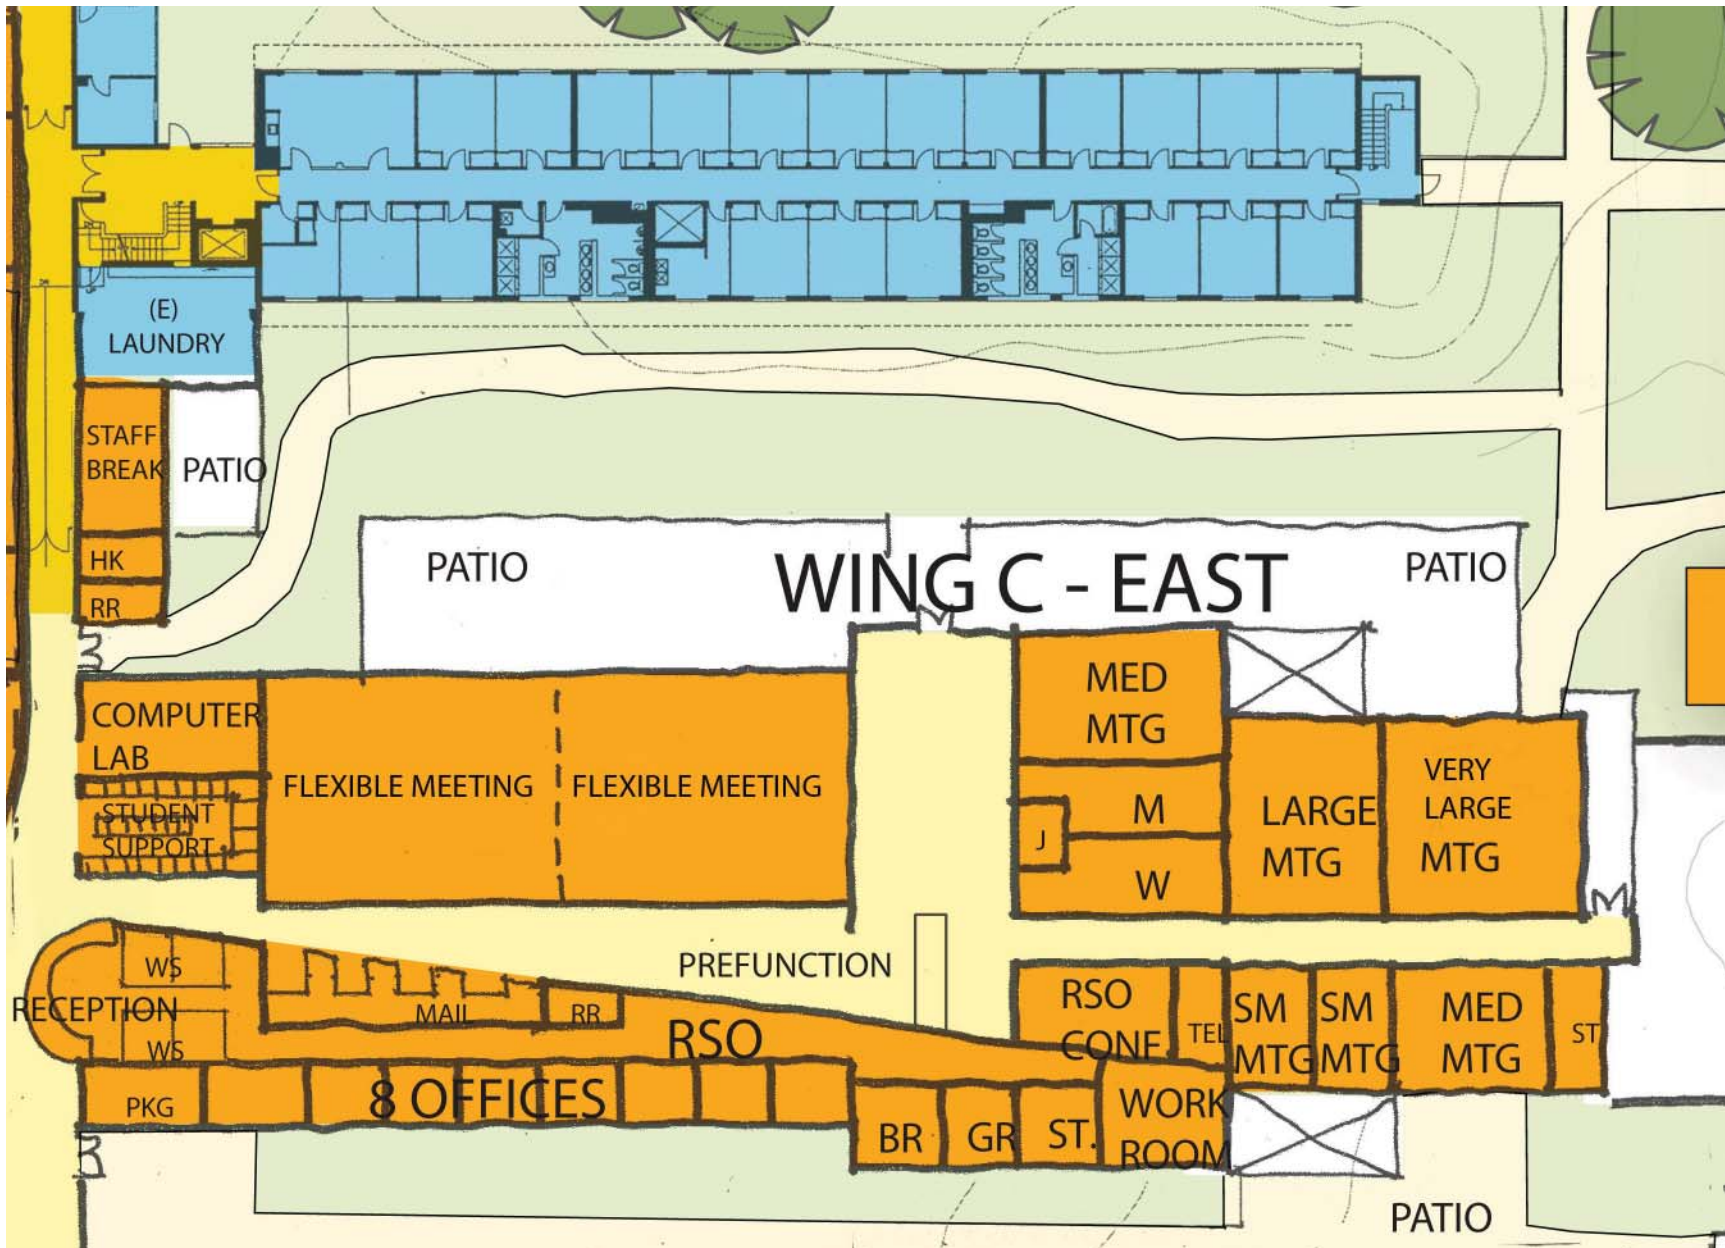 (E)
LAUNDRY
STAFF
BREAK
PATIO
HK
RR
PATIO
WING C - EAST
PATIO
COMPUTER
LAB
STUDENT
SUPPORT
FLEXIBLE MEETING
FLEXIBLE MEETING
MED
MTG
M
J
W
LARGE
MTG
VERY
LARGE
MTG
PREFUNCTION
WS
RECEPTION
WS
MAIL
RR
RSO
RSO
CONF
TEL
SM
MTG
SM
MTG
MED
MTG
ST
PKG
8 OFFICES
BR
GR
ST.
WORK
ROOM
PATIO